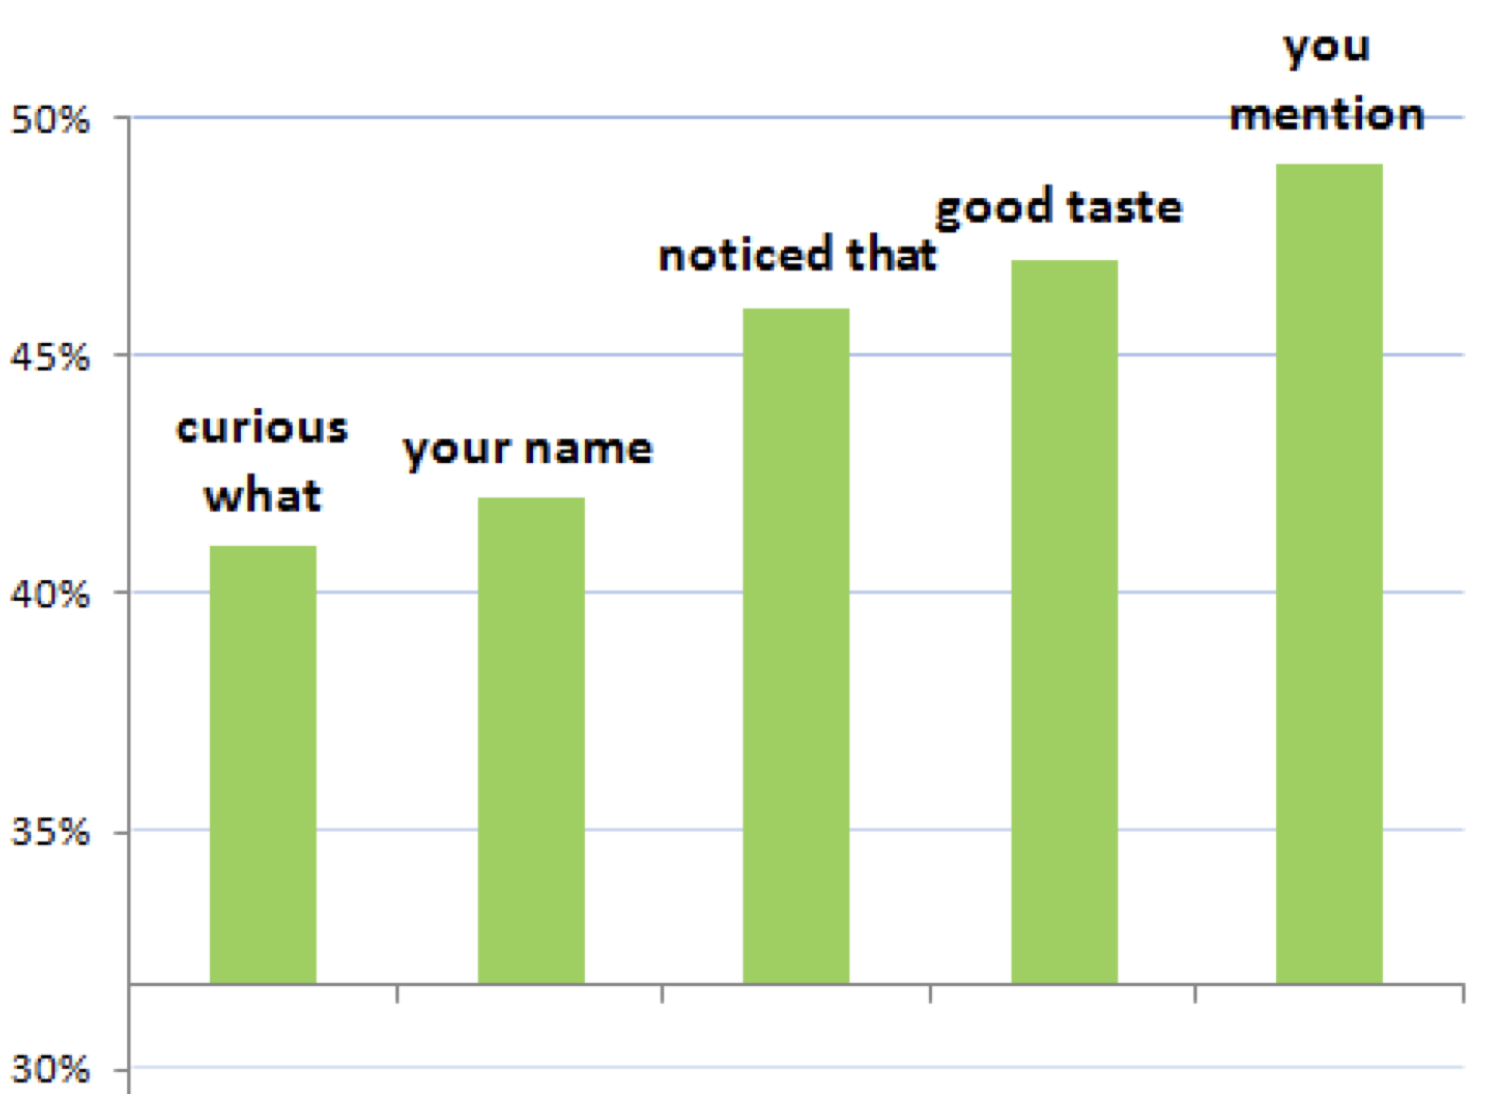 you
mention
50%
good taste
noticed that
45%
curious
what
your name
40%
35%
30%